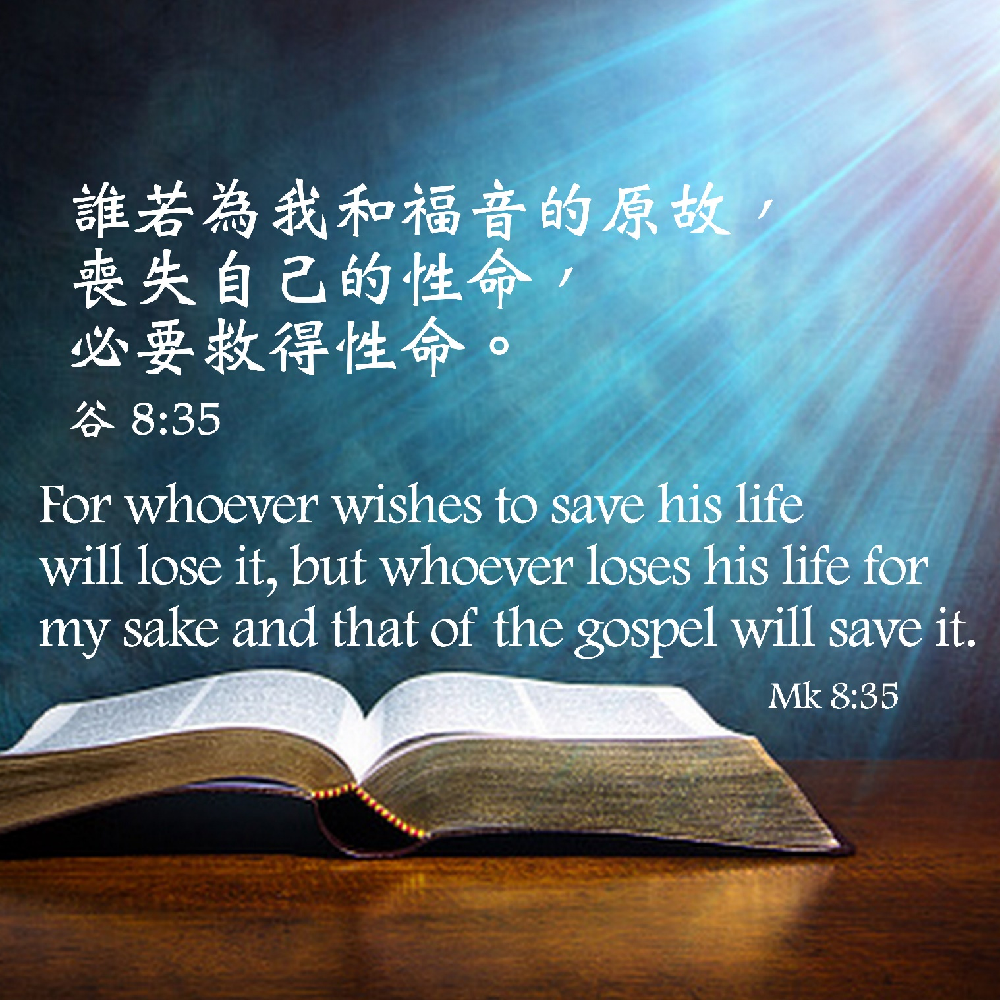 誰若為我和福音的原故，
喪失自己的性命，
必要救得性命。
谷 8:35
For whoever wishes to save his life
will lose it, but whoever loses his life for
my sake and that of the gospel will save it.
Mk 8:35